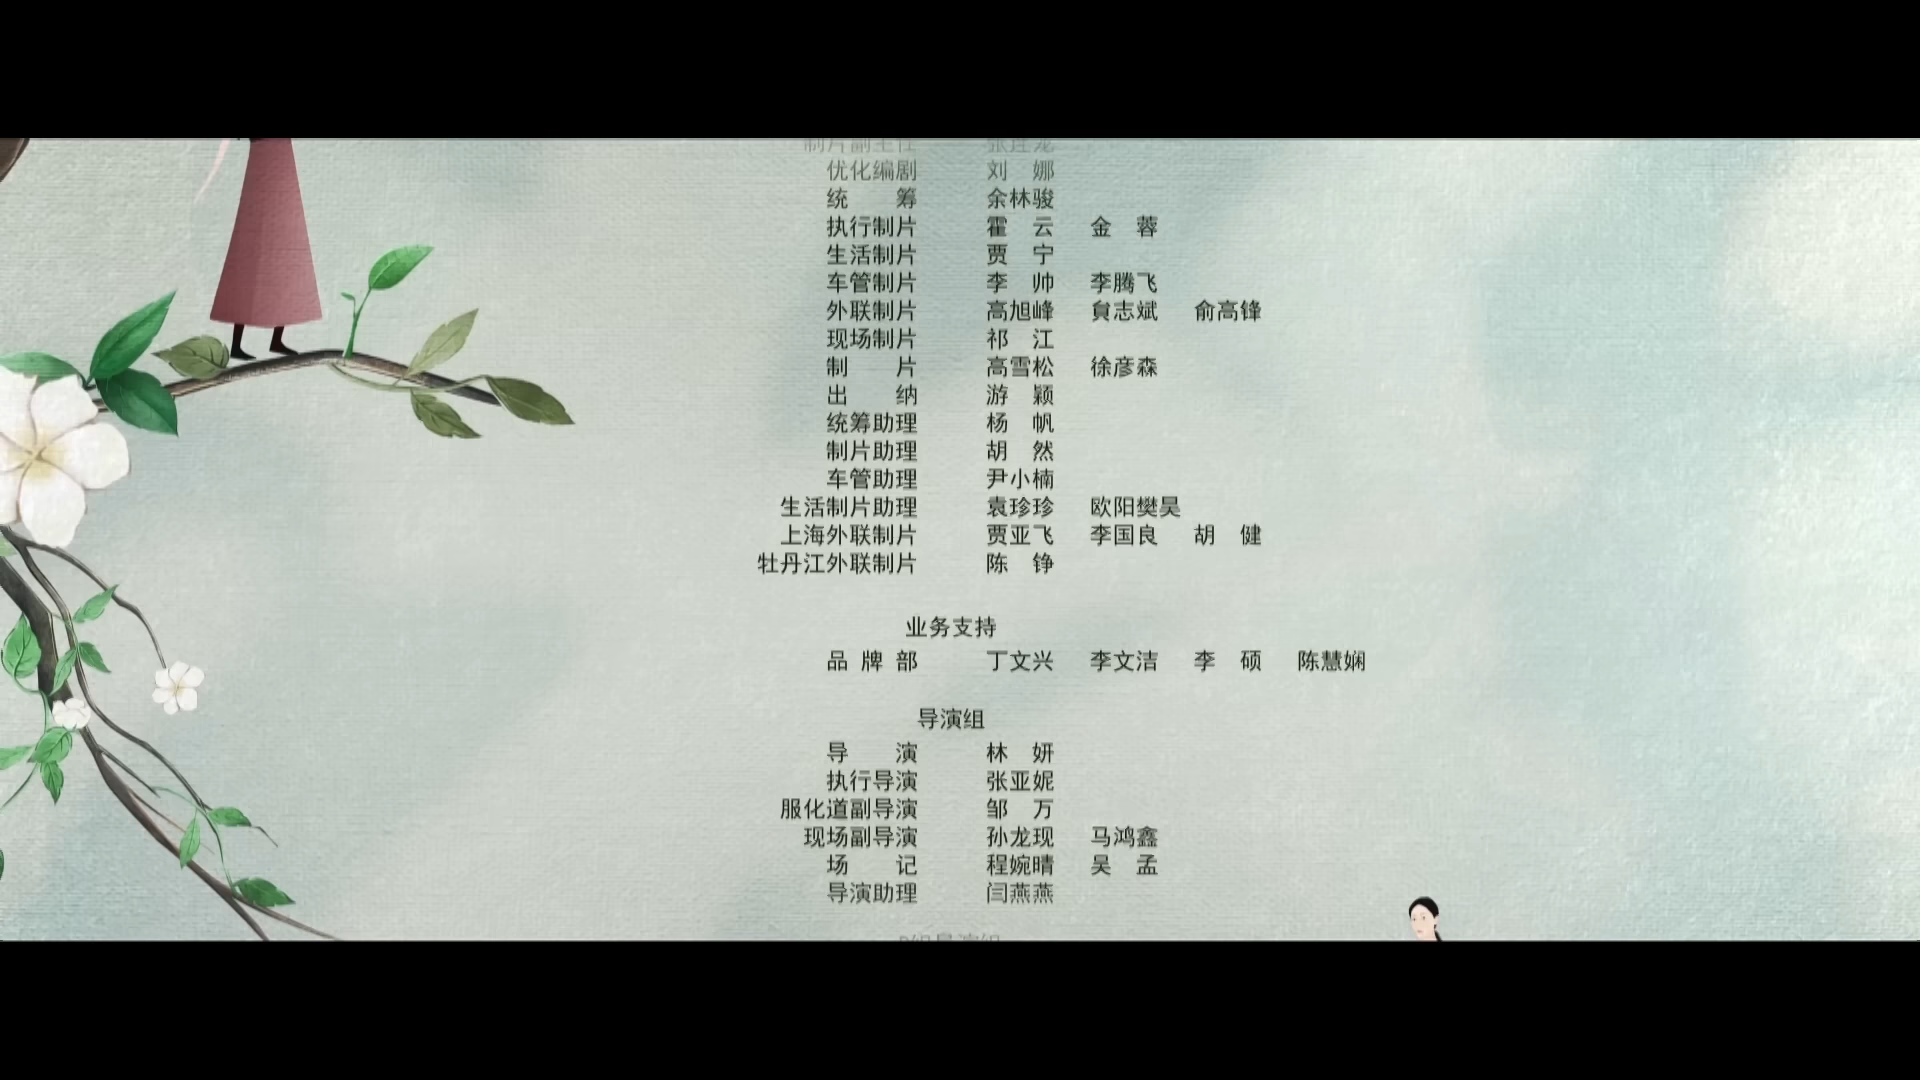 制片副主任 张连龙
优化编剧 刘 娜
统 筹 余林骏
执行制片 霍 云 金 蓉
生活制片 贾 宁
车管制片 李 帅 李腾飞
外联制片 高旭峰 貟志斌 俞高锋
现场制片 祁 江
制 片 高雪松 徐彦森
出 纳 游 颖
统筹助理 杨 帆
制片助理 胡 然
车管助理 尹小楠
生活制片助理 袁珍珍 欧阳樊昊
上海外联制片 贾亚飞 李国良 胡 健
牡丹江外联制片 陈 铮
业务支持
品 牌 部 丁文兴 李文洁 李 硕 陈慧娴
导演组
导 演 林 妍
执行导演 张亚妮
服化道副导演 邹 万
现场副导演 孙龙现 马鸿鑫
场 记 程婉晴 吴 孟
导演助理 闫燕燕